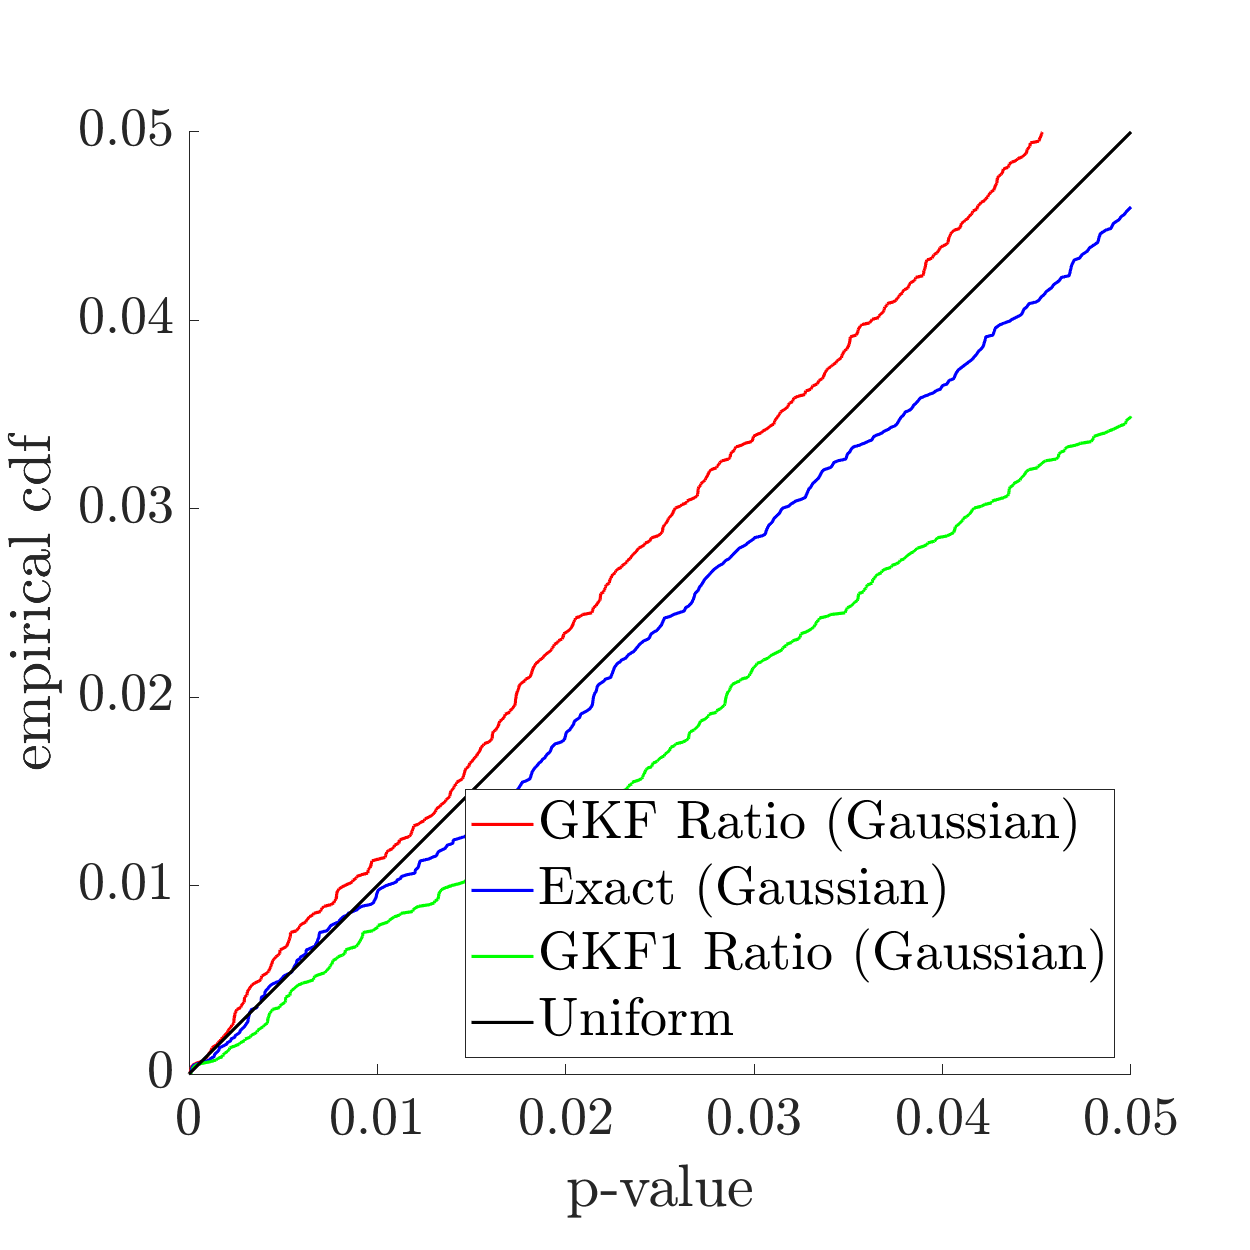 0.05
0.04
0.03
0.02
0.01
0
empirical cdf
GKF Ratio (Gaussian)
Exact (Gaussian)
GKF1 Ratio (Gaussian)
Uniform
0 0.01 0.02 0.03 0.04 0.05
p-value